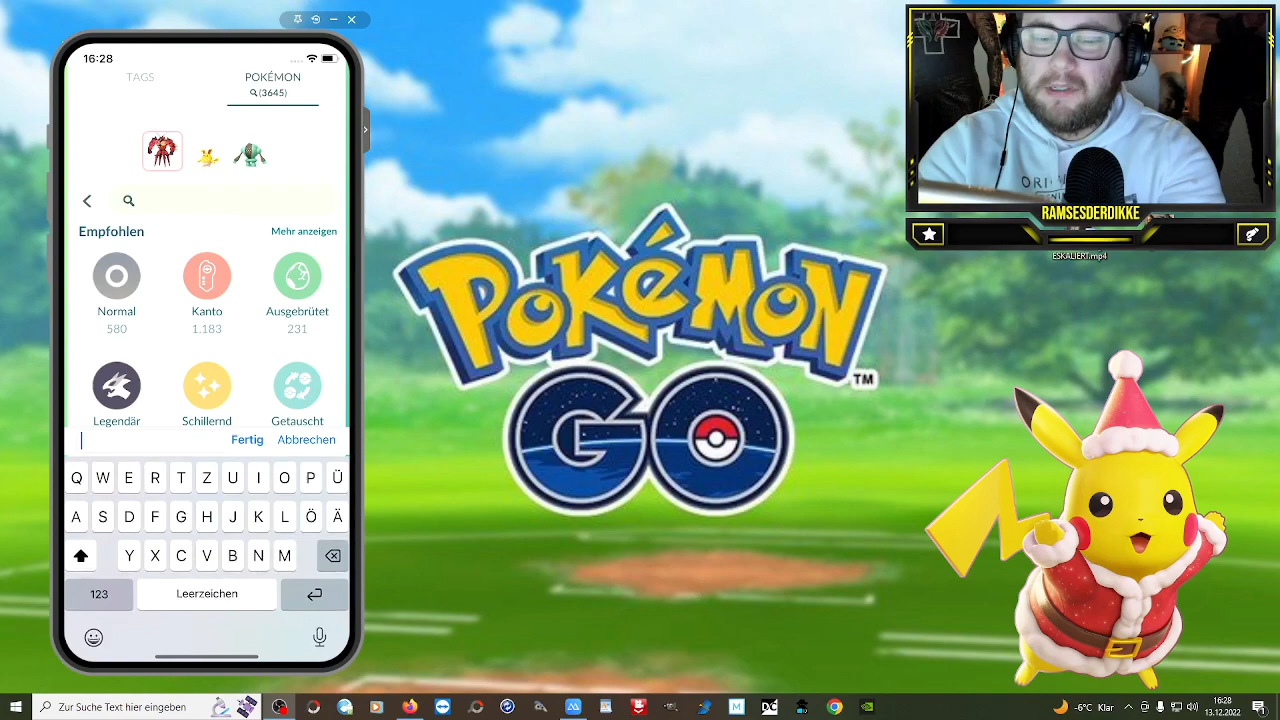 16:28
TAGS
POKÉMON
(3645)
Empfohlen
Mehr anzeigen
Normal
580
Kanto
1.183
Ausgebrütet
231
Legendär
Schillernd
Getauscht
Fertig
Abbrechen
Q W E R T Z U I O P Ü
A S D F G H J K L Ö Ä
Y X C V B N M
123
Leerzeichen
POKÉMON
TM
GO
RAMSESDERDIKKE
ESKALIERT.mp4
Zur Suche Text hier eingeben
M
DC
-6°C Klar
16:28
13.12.2022